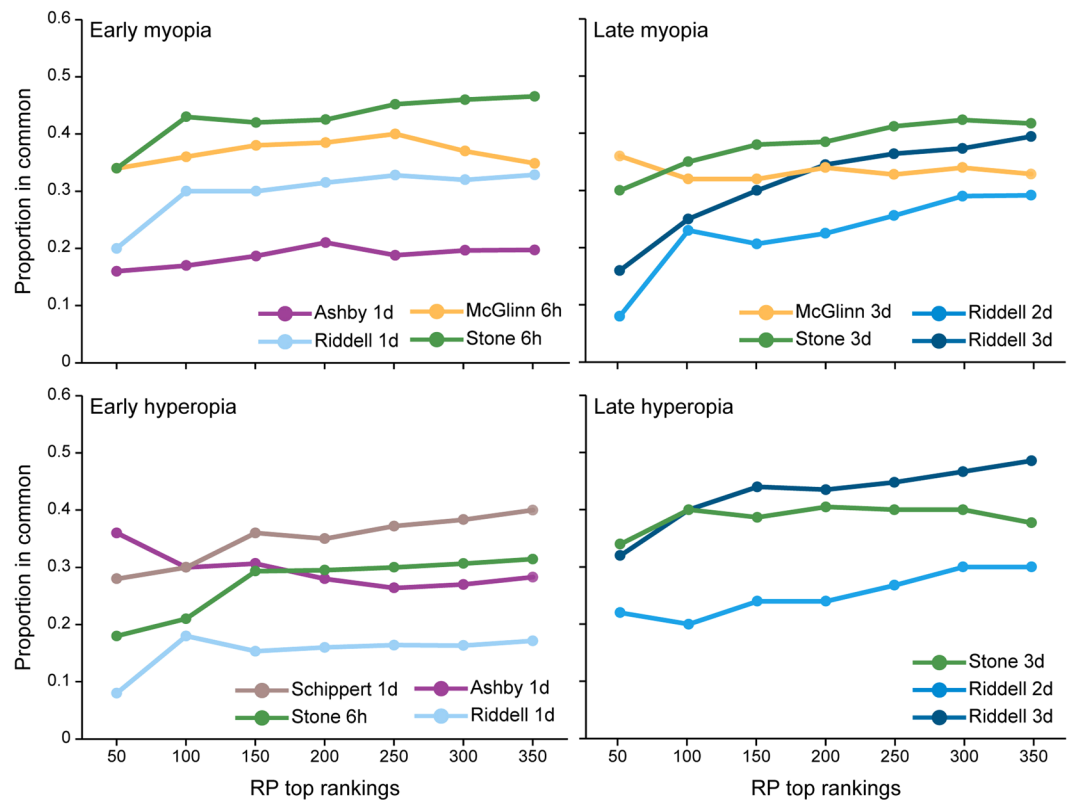 Early myopia
Late myopia
0.6
0.5
0.4
0.3
0.2
0.1
0
Proportion in common
Ashby 1d
McGlinn 6h
Riddell 1d
Stone 6h
McGlinn 3d
Riddell 2d
Stone 3d
Riddell 3d
Early hyperopia
Late hyperopia
0.6
0.5
0.4
0.3
0.2
0.1
0
Proportion in common
Schippert 1d
Ashby 1d
Stone 6h
Riddell 1d
Stone 3d
Riddell 2d
Riddell 3d
50 100 150 200 250 300 350
50 100 150 200 250 300 350
RP top rankings
RP top rankings